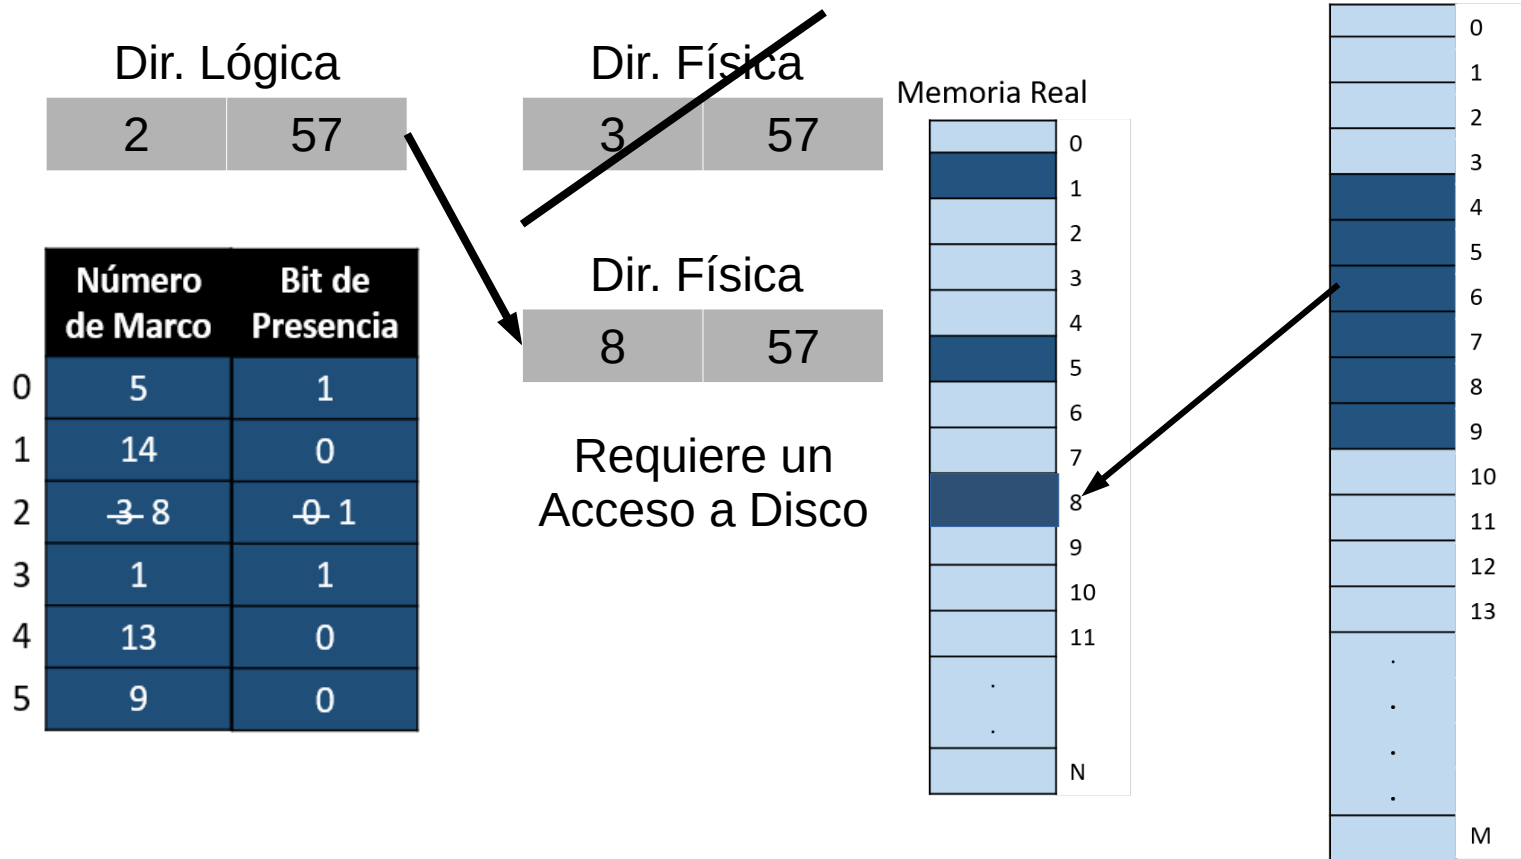 Dir. Lógica
2 57
Dir. Física
3 57
Dir. Física
8 57
Requiere un
Acceso a Disco
Número de Marco Bit de Presencia
0 5 1
1 14 0
2 3 8 0 1
3 1 1
4 13 0
5 9 0
Memoria Real
0
1
2
3
4
5
6
7
8
9
10
11
.
.
N
0
1
2
3
4
5
6
7
8
9
10
11
12
13
.
.
.
.
M